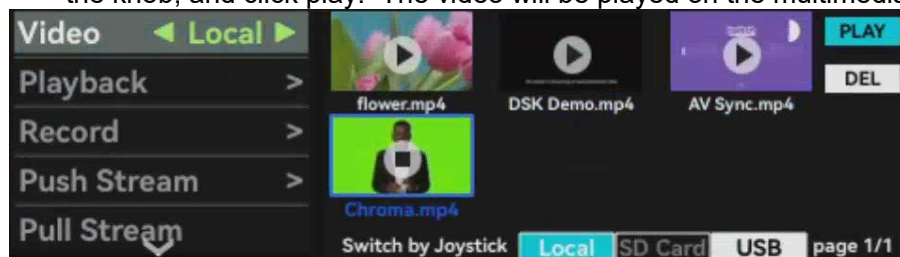 the knob, and click play. The video will be played on the multimedia
Video Local
Playback >
Record >
Push Stream >
Pull Stream
flower.mp4
DSK Demo.mp4
AV Sync.mp4
Chroma.mp4
PLAY
DEL
Switch by Joystick Local SD Card USB page 1/1